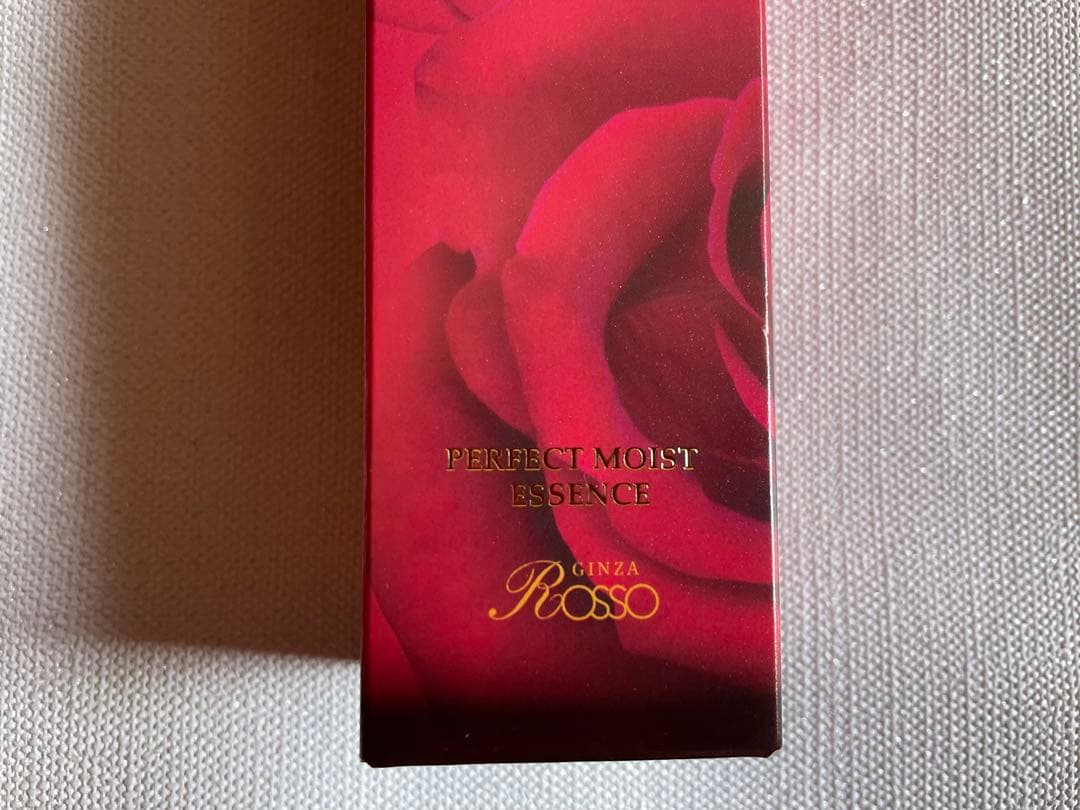 PERFECT MOIST
ESSENCE
GINZA
Rosso